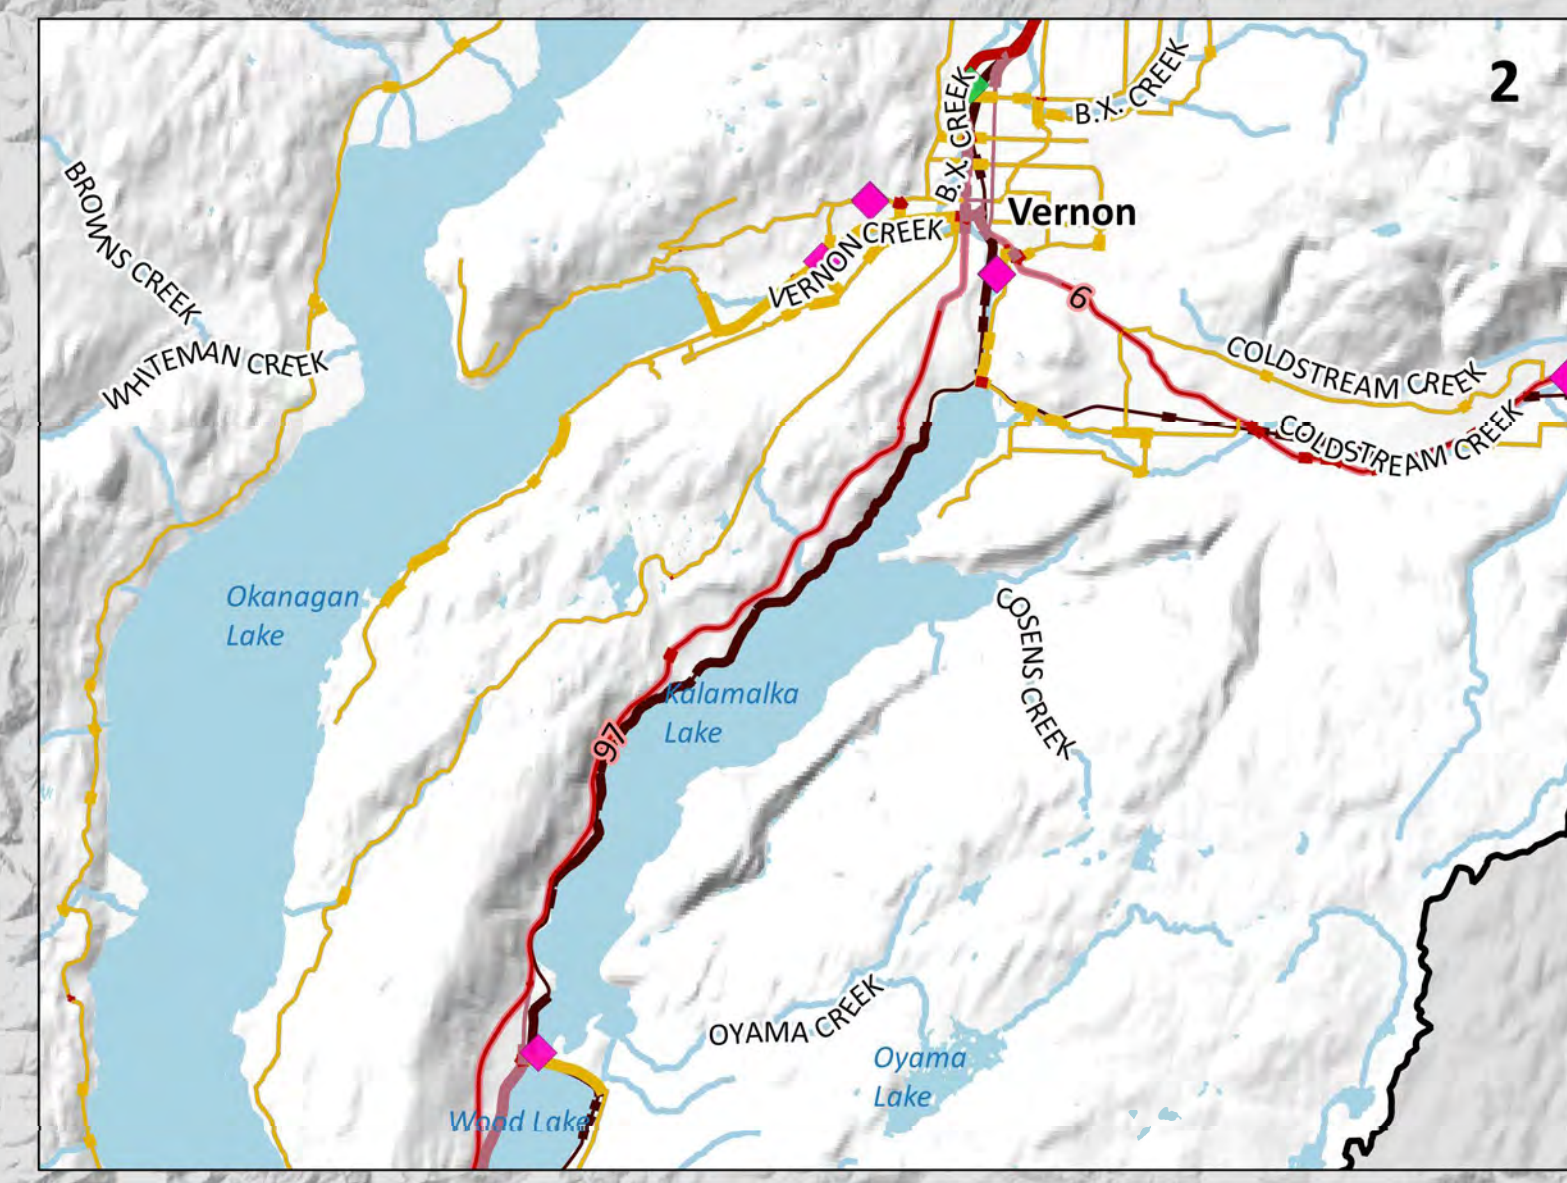 2
B.X. CREEK
B.X. CREEK
BROWNS CREEK
Vernon
VERNON CREEK
6
WHITEMAN CREEK
COLDSTREAM CREEK
COLDSTREAM CREEK
Okanagan
Lake
COSENS CREEK
Kalamalka
Lake
97
OYAMA CREEK
Oyama
Lake
Wood Lake